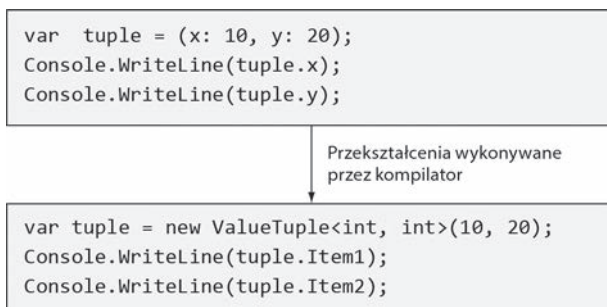 var  tuple = (x: 10, y: 20);
Console.WriteLine(tuple.x);
Console.WriteLine(tuple.y);
Przekształcenia wykonywane
przez kompilator
var tuple = new ValueTuple<int, int>(10, 20);
Console.WriteLine(tuple.Item1);
Console.WriteLine(tuple.Item2);